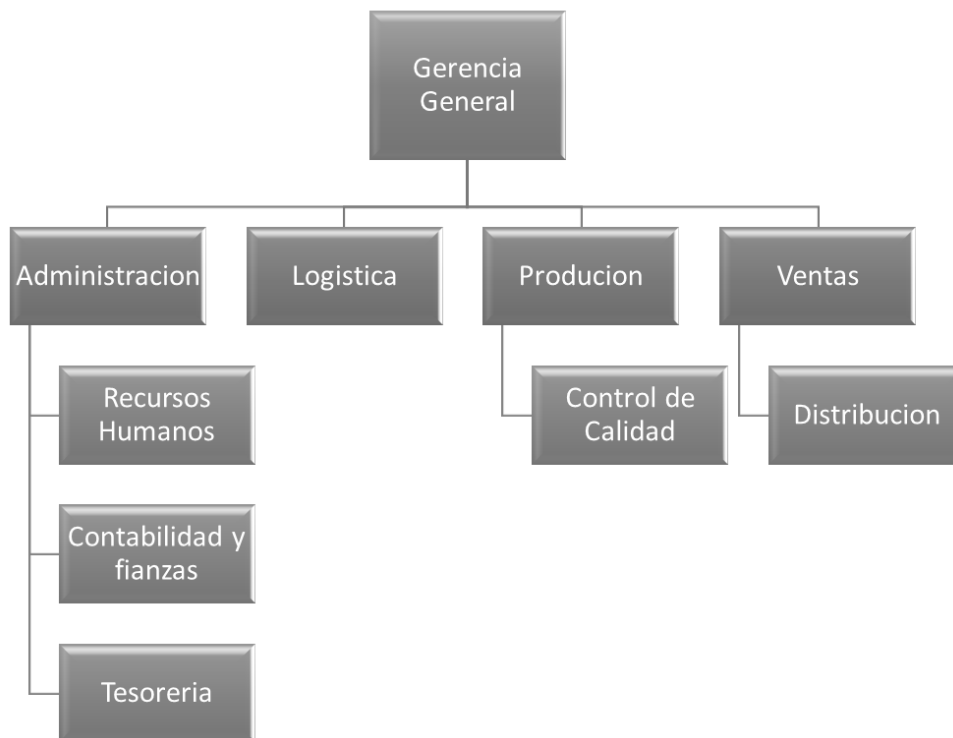 Gerencia
General
Administracion
Logistica
Producion
Ventas
Recursos
Humanos
Control de
Calidad
Distribucion
Contabilidad y
fianzas
Tesoreria